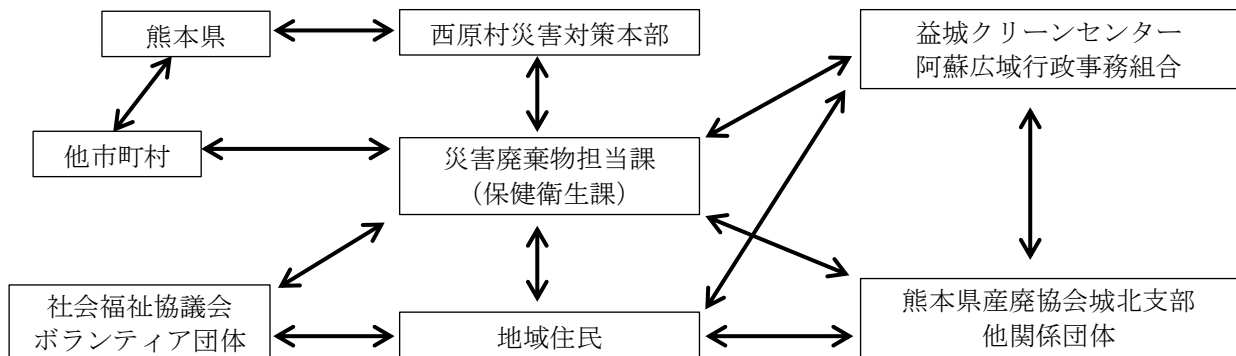 熊本県
西原村災害対策本部
益城クリーンセンター
阿蘇広域行政事務組合
他市町村
災害廃棄物担当課
（保健衛生課）
社会福祉協議会
ボランティア団体
地域住民
熊本県産廃協会城北支部
他関係団体